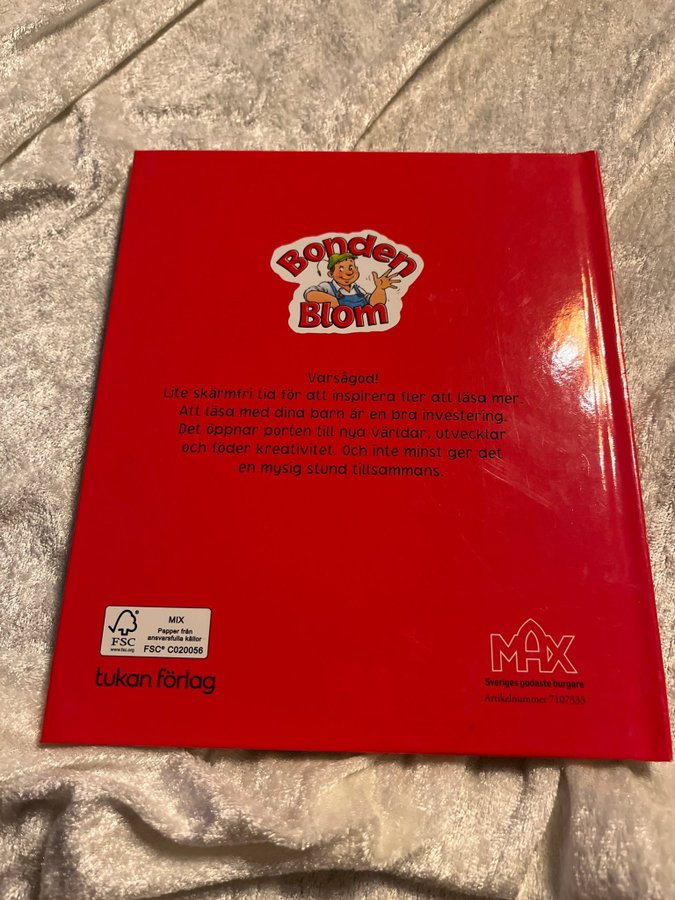 Bonden
Blom
Varsågod!
Lite skärmfri tid för att inspirera fler att läsa mer.
Att läsa med dina barn är en bra investering.
Det öppnar porten till nya världar, utvecklar
och föder kreativitet. Och inte minst ger det
en mysig stund tillsammans.
FSC
www.fsc.org
MIX
Papper från
ansvarsfulla källor
FSC® C020056
tukan förlag
MAX
Sveriges godaste burgare
Artikelnummer 7107555